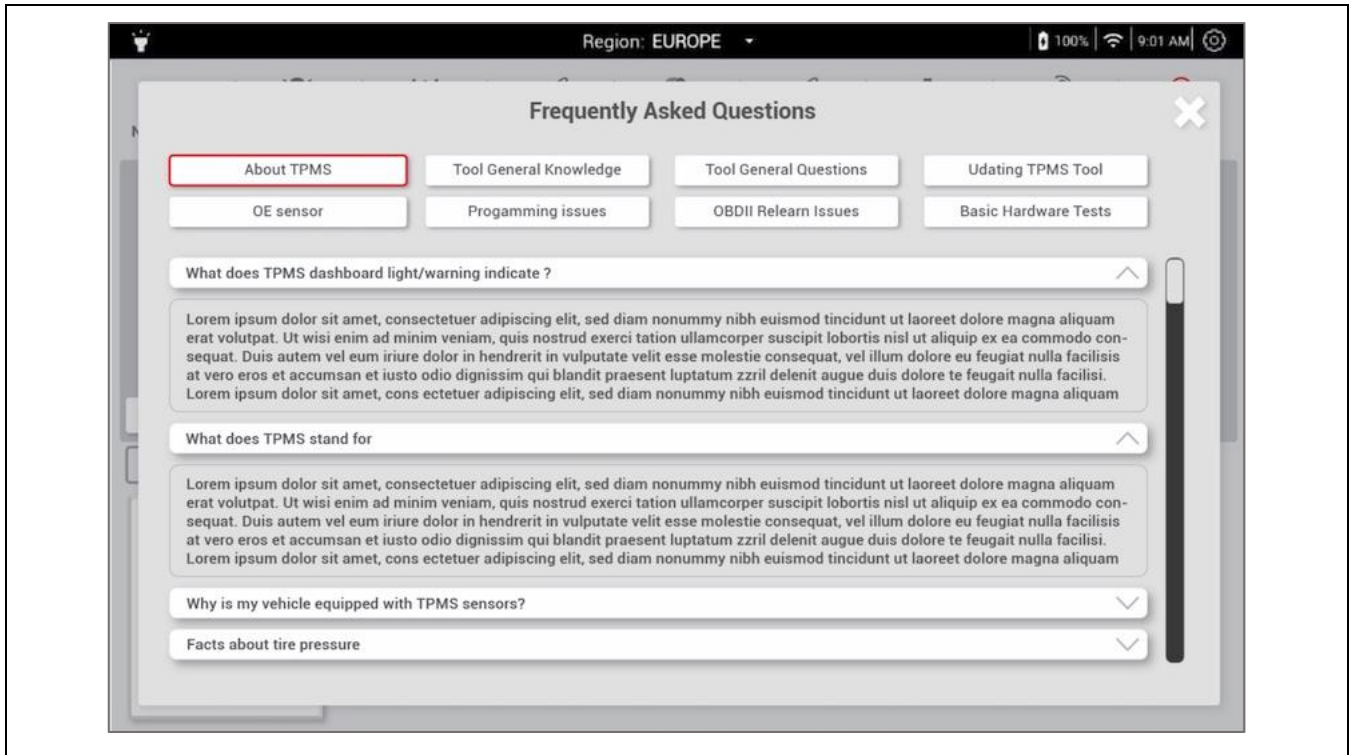 Region: EUROPE
100%
9:01 AM
Frequently Asked Questions
About TPMS
Tool General Knowledge
Tool General Questions
Udating TPMS Tool
OE sensor
Progamming issues
OBDII Relearn Issues
Basic Hardware Tests
What does TPMS dashboard light/warning indicate ?
Lorem ipsum dolor sit amet, consectetuer adipiscing elit, sed diam nonummy nibh euismod tincidunt ut laoreet dolore magna aliquam
erat volutpat. Ut wisi enim ad minim veniam, quis nostrud exerci tation ullamcorper suscipit lobortis nisl ut aliquip ex ea commodo con-
sequat. Duis autem vel eum iriure dolor in hendrerit in vulputate velit esse molestie consequat, vel illum dolore eu feugiat nulla facilisis
at vero eros et accumsan et iusto odio dignissim qui blandit praesent luptatum zzril delenit augue duis dolore te feugait nulla facilisi.
Lorem ipsum dolor sit amet, cons ectetuer adipiscing elit, sed diam nonummy nibh euismod tincidunt ut laoreet dolore magna aliquam
What does TPMS stand for
Lorem ipsum dolor sit amet, consectetuer adipiscing elit, sed diam nonummy nibh euismod tincidunt ut laoreet dolore magna aliquam
erat volutpat. Ut wisi enim ad minim veniam, quis nostrud exerci tation ullamcorper suscipit lobortis nisl ut aliquip ex ea commodo con-
sequat. Duis autem vel eum iriure dolor in hendrerit in vulputate velit esse molestie consequat, vel illum dolore eu feugiat nulla facilisis
at vero eros et accumsan et iusto odio dignissim qui blandit praesent luptatum zzril delenit augue duis dolore te feugait nulla facilisi.
Lorem ipsum dolor sit amet, cons ectetuer adipiscing elit, sed diam nonummy nibh euismod tincidunt ut laoreet dolore magna aliquam
Why is my vehicle equipped with TPMS sensors?
Facts about tire pressure